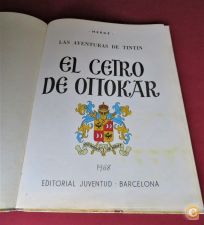 HERGÉ
LAS AVENTURAS DE TINTIN
EL CETRO
DE OTTOKAR
1968
EDITORIAL JUVENTUD - BARCELONA